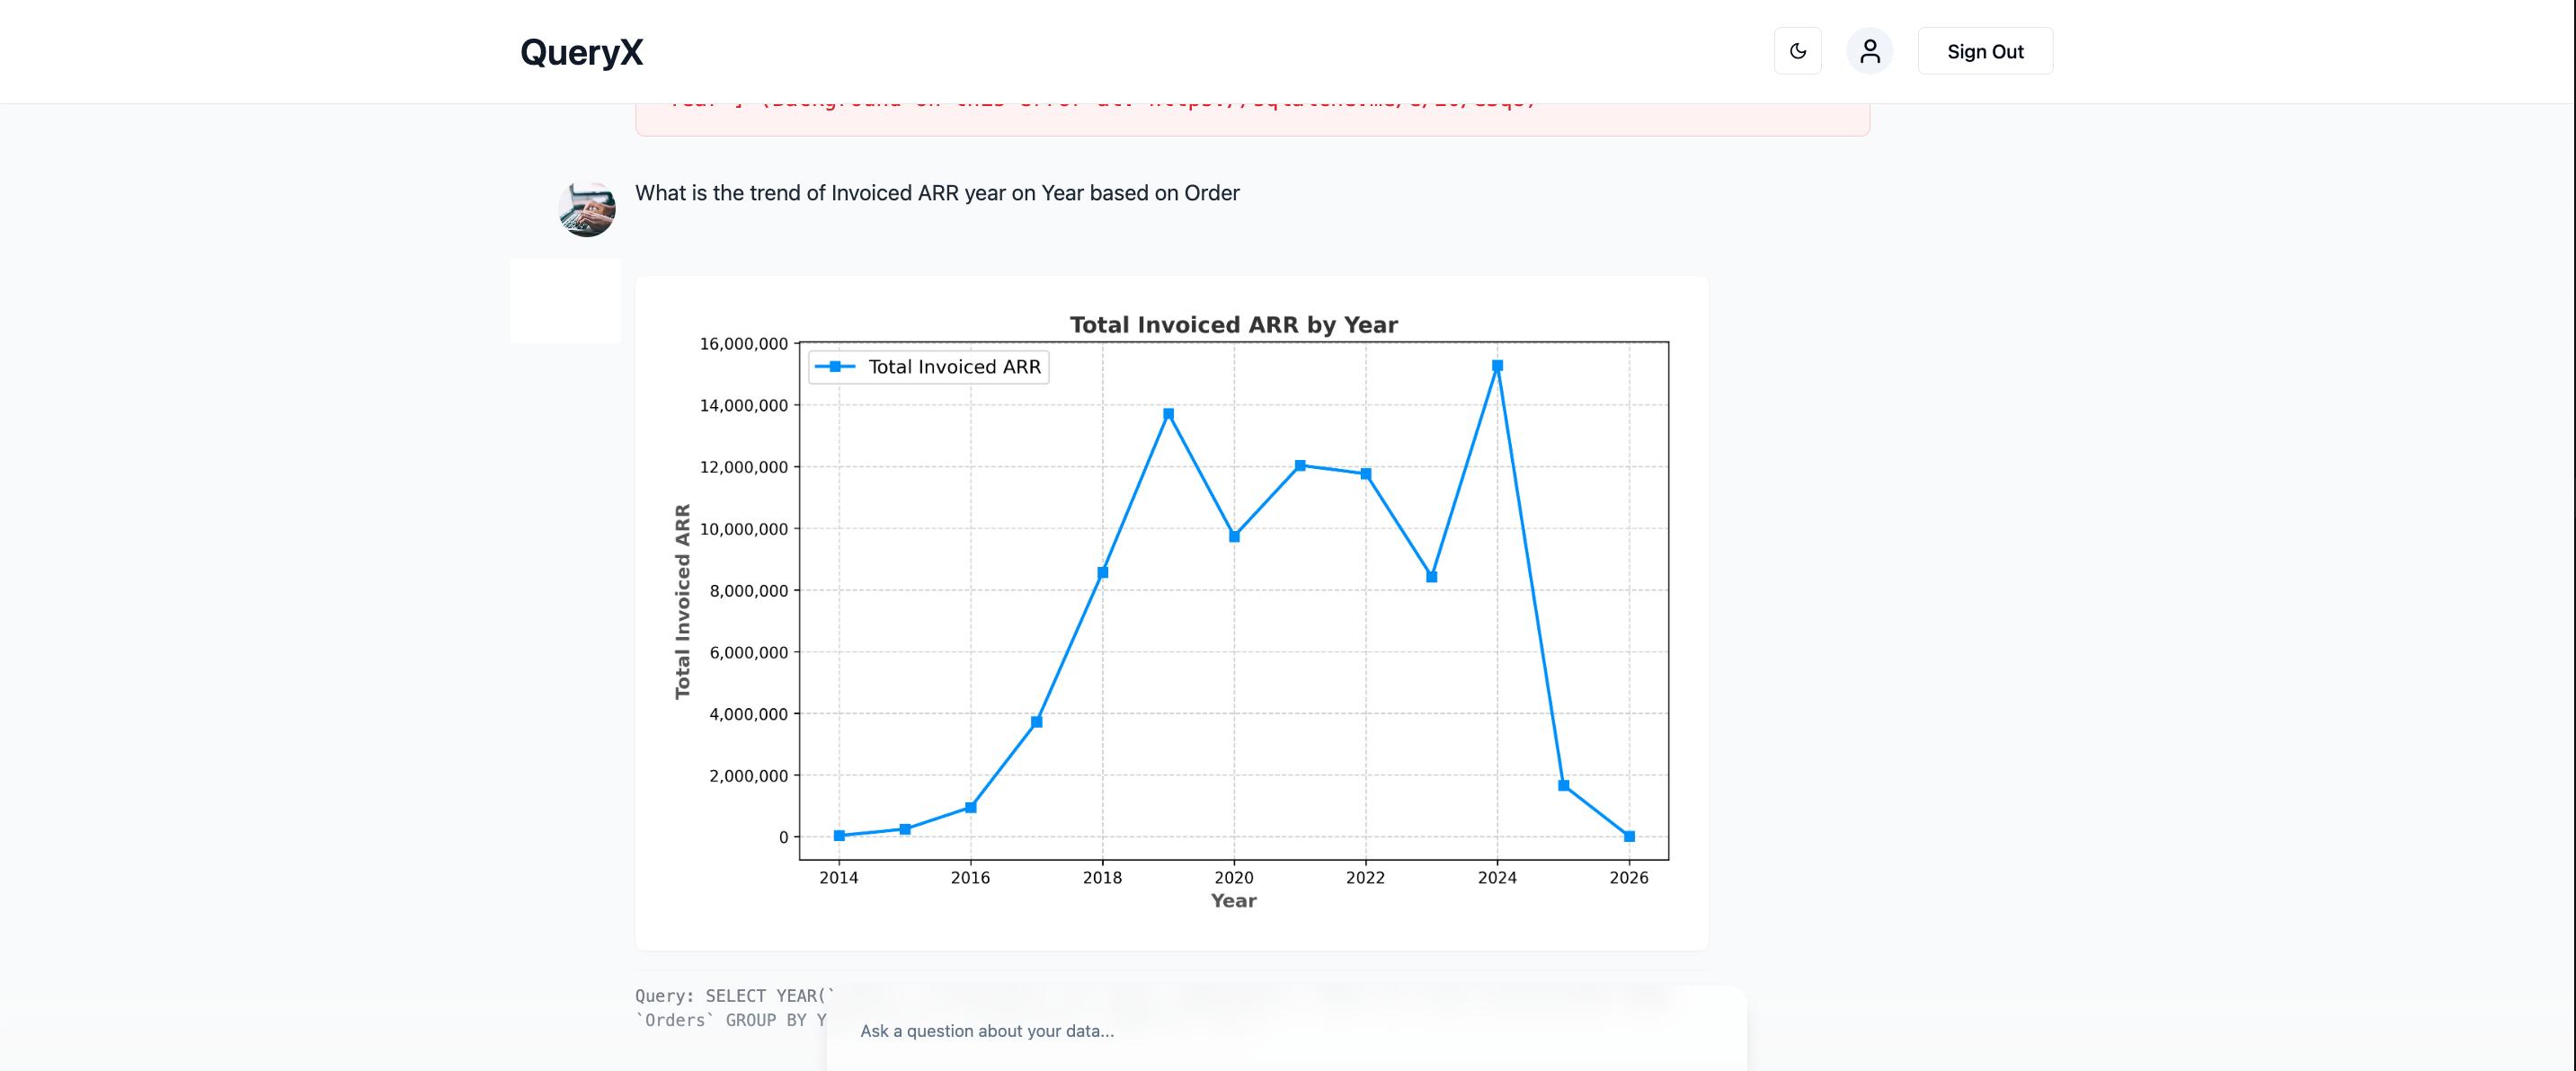 QueryX
Sign Out
What is the trend of Invoiced ARR year on Year based on Order
Total Invoiced ARR by Year
Total Invoiced ARR
16,000,000
14,000,000
12,000,000
10,000,000
8,000,000
6,000,000
4,000,000
2,000,000
0
Total Invoiced ARR
2014 2016 2018 2020 2022 2024 2026
Year
Query: SELECT YEAR(`
`Orders` GROUP BY Y
Ask a question about your data...